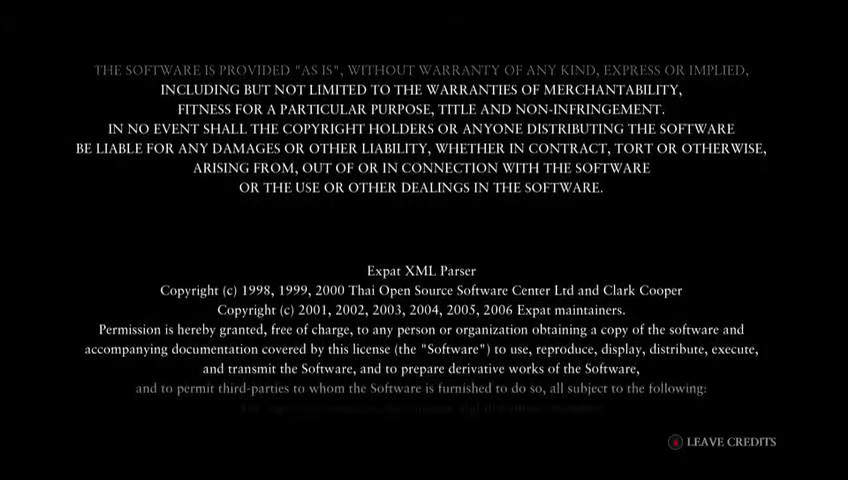 THE SOFTWARE IS PROVIDED "AS IS", WITHOUT WARRANTY OF ANY KIND, EXPRESS OR IMPLIED,
INCLUDING BUT NOT LIMITED TO THE WARRANTIES OF MERCHANTABILITY,
FITNESS FOR A PARTICULAR PURPOSE, TITLE AND NON-INFRINGEMENT.
IN NO EVENT SHALL THE COPYRIGHT HOLDERS OR ANYONE DISTRIBUTING THE SOFTWARE
BE LIABLE FOR ANY DAMAGES OR OTHER LIABILITY, WHETHER IN CONTRACT, TORT OR OTHERWISE,
ARISING FROM, OUT OF OR IN CONNECTION WITH THE SOFTWARE
OR THE USE OR OTHER DEALINGS IN THE SOFTWARE.
Expat XML Parser
Copyright (c) 1998, 1999, 2000 Thai Open Source Software Center Ltd and Clark Cooper
Copyright (c) 2001, 2002, 2003, 2004, 2005, 2006 Expat maintainers.
Permission is hereby granted, free of charge, to any person or organization obtaining a copy of the software and
accompanying documentation covered by this license (the "Software") to use, reproduce, display, distribute, execute,
and transmit the Software, and to prepare derivative works of the Software,
and to permit third-parties to whom the Software is furnished to do so, all subject to the following:
LEAVE CREDITS